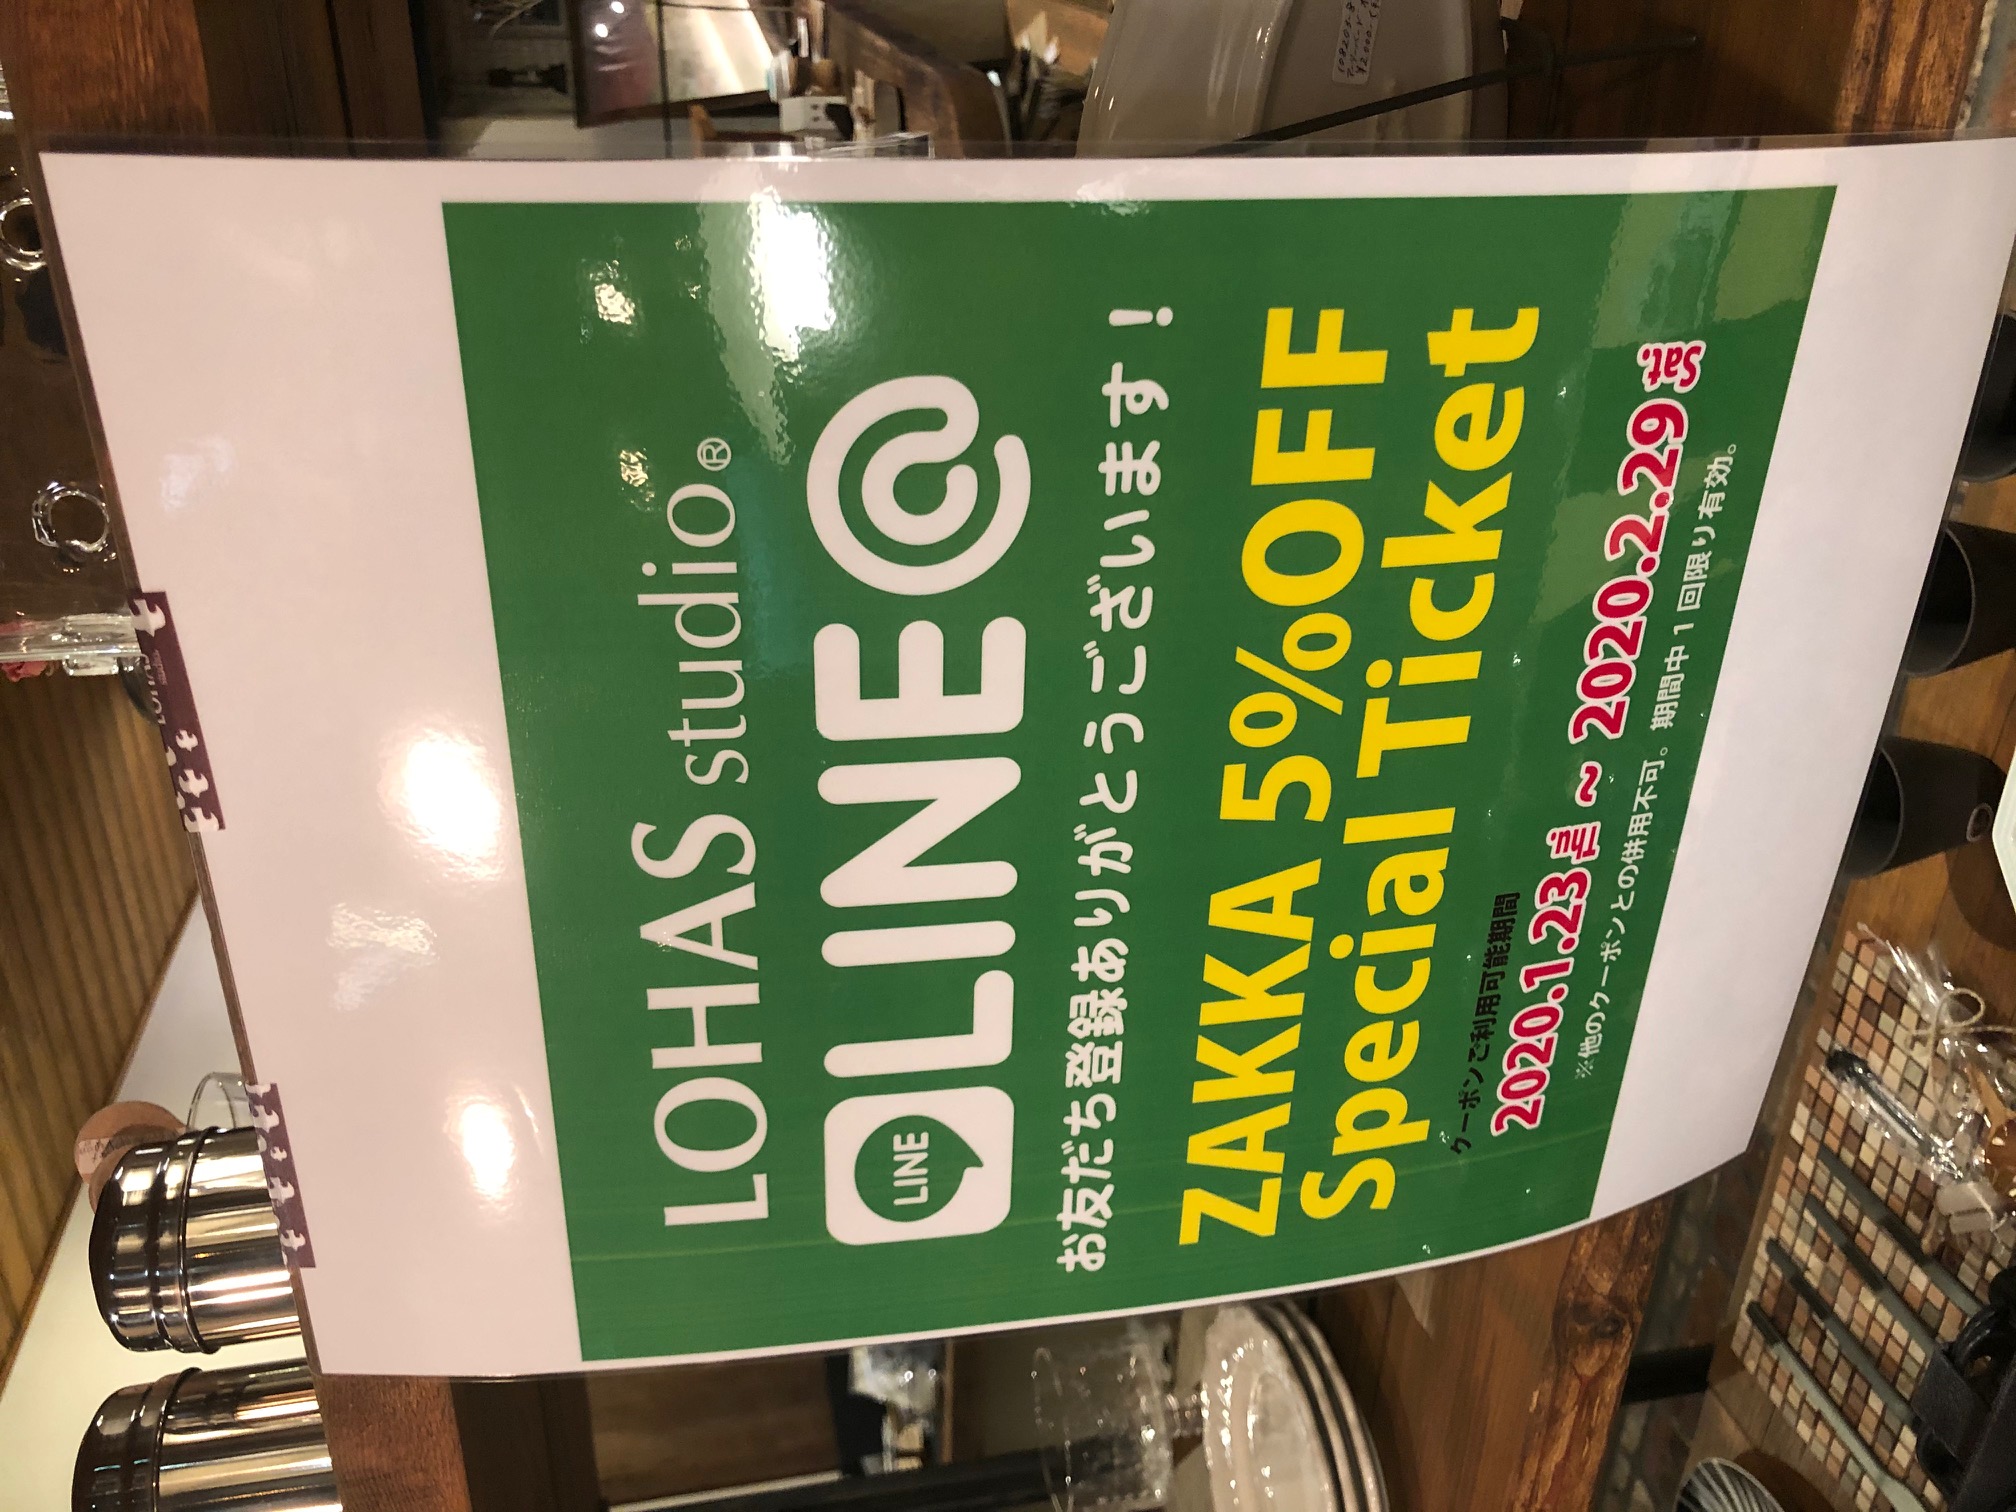 LOHAS studio®
LINE LINE@
お友だち登録ありがとうございます!
ZAKKA 5%OFF
Special Ticket
クーポンご利用可能期間
2020.1.23 Thu. ~ 2020.2.29 Sat.
※他のクーポンとの併用不可。期間中1回限り有効。